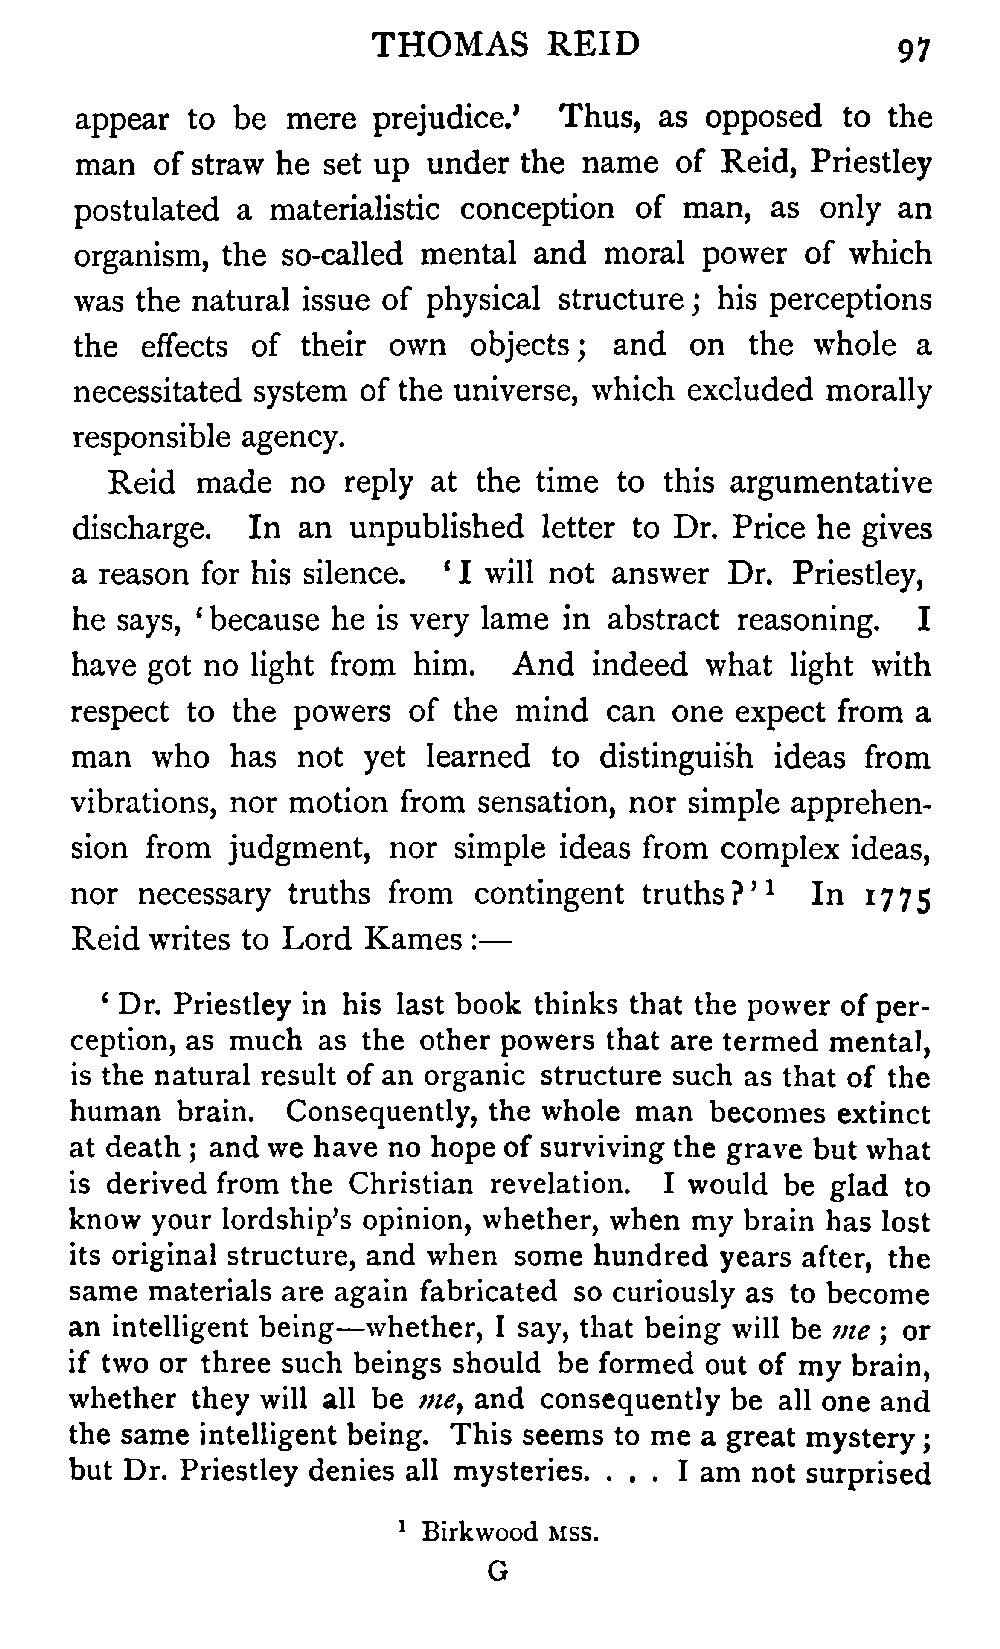 THOMAS REID 97
appear to be mere prejudice.’ Thus, as opposed to the
man of straw he set up under the name of Reid, Priestley
postulated a materialistic conception of man, as only an
organism, the so-called mental and moral power of which
was the natural issue of physical structure; his perceptions
the effects of their own objects; and on the whole a
necessitated system of the universe, which excluded morally
responsible agency.
Reid made no reply at the time to this argumentative
discharge. In an unpublished letter to Dr. Price he gives
a reason for his silence. ‘I will not answer Dr. Priestley,
he says, ‘because he is very lame in abstract reasoning. I
have got no light from him. And indeed what light with
respect to the powers of the mind can one expect from a
man who has not yet learned to distinguish ideas from
vibrations, nor motion from sensation, nor simple apprehen-
sion from judgment, nor simple ideas from complex ideas,
nor necessary truths from contingent truths?’¹ In 1775
Reid writes to Lord Kames:—
‘Dr. Priestley in his last book thinks that the power of per-
ception, as much as the other powers that are termed mental,
is the natural result of an organic structure such as that of the
human brain. Consequently, the whole man becomes extinct
at death; and we have no hope of surviving the grave but what
is derived from the Christian revelation. I would be glad to
know your lordship’s opinion, whether, when my brain has lost
its original structure, and when some hundred years after, the
same materials are again fabricated so curiously as to become
an intelligent being—whether, I say, that being will be me; or
if two or three such beings should be formed out of my brain,
whether they will all be me, and consequently be all one and
the same intelligent being. This seems to me a great mystery;
but Dr. Priestley denies all mysteries. . . . I am not surprised
¹ Birkwood MSS.
G